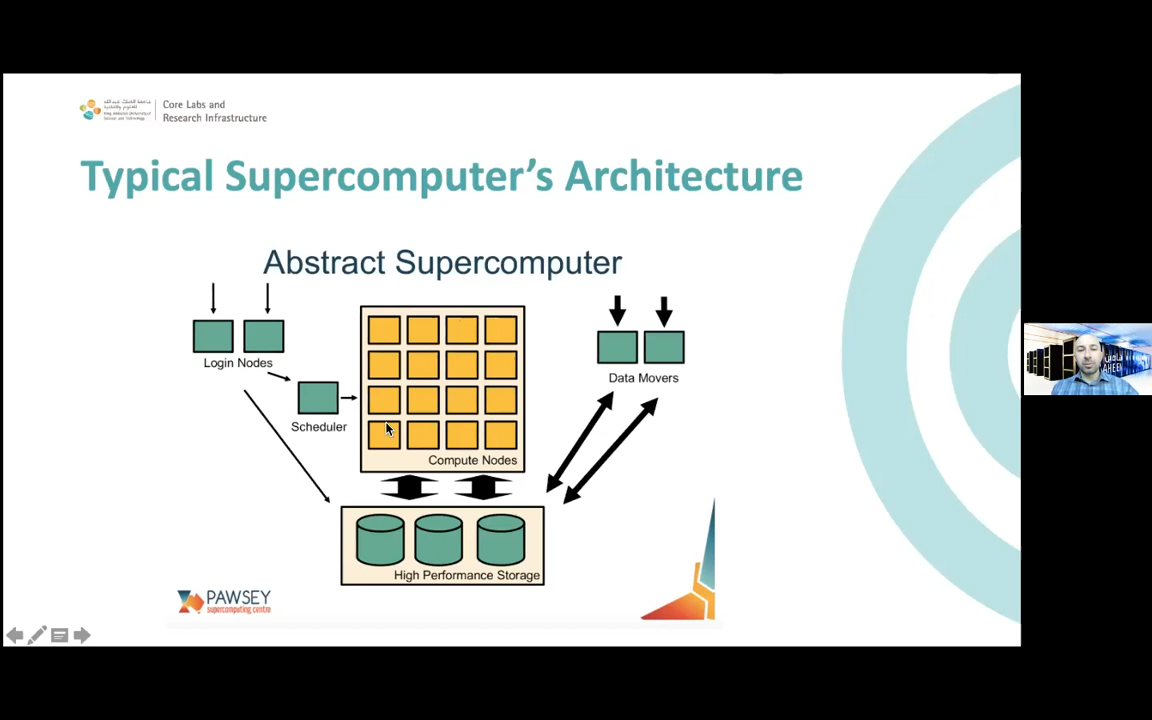 Core Labs and
Research Infrastructure
Typical Supercomputer's Architecture
Abstract Supercomputer
Login Nodes
Scheduler
Compute Nodes
Data Movers
High Performance Storage
PAWSEY
supercomputing centre